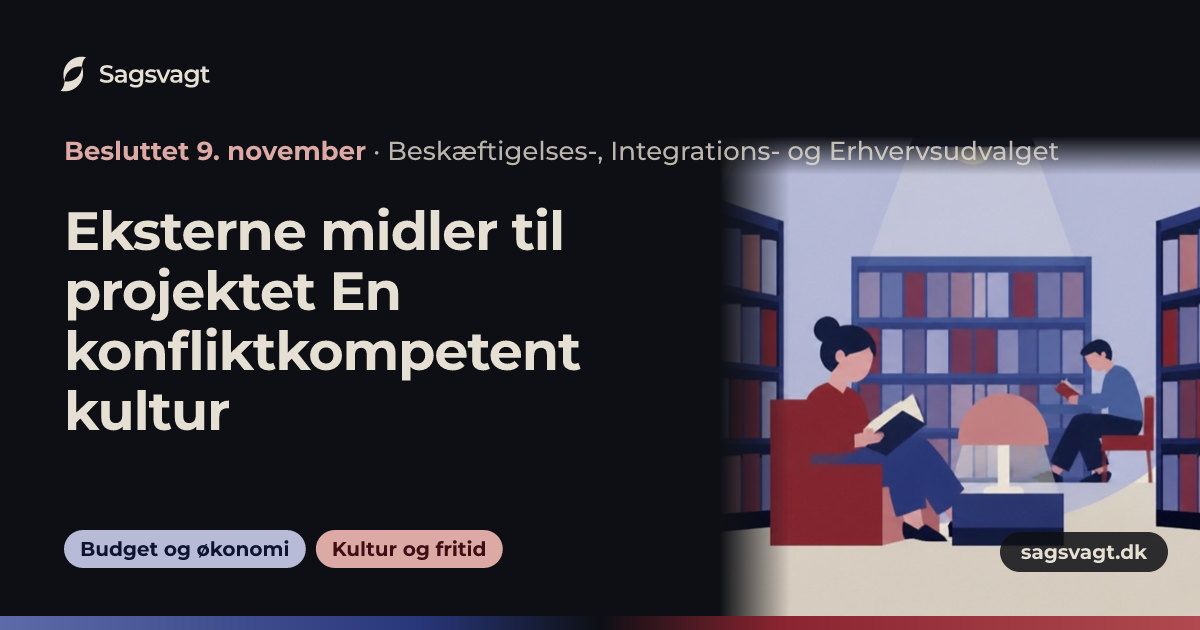 Sagsvagt
Besluttet 9. november · Beskæftigelses-, Integrations- og Erhvervsudvalget
Eksterne midler til
projektet En
konfliktkompetent
kultur
Budget og økonomi
Kultur og fritid
sagsvagt.dk